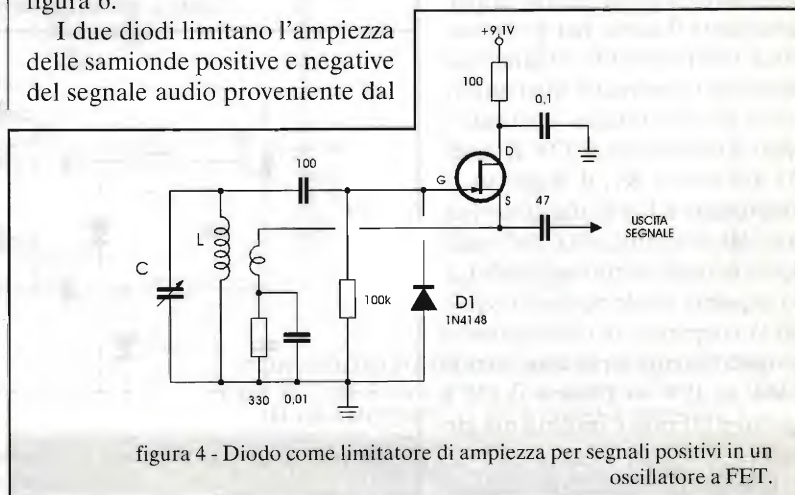 figura 6.
I due diodi limitano l'ampiezza
delle samionde positive e negative
del segnale audio proveniente dal
+9,1V
100
0,1
D
G
S
100
47
USCITA
SEGNALE
L
C
100k
D1
1N4148
330
0,01
figura 4 - Diodo come limitatore di ampiezza per segnali positivi in un
oscillatore a FET.